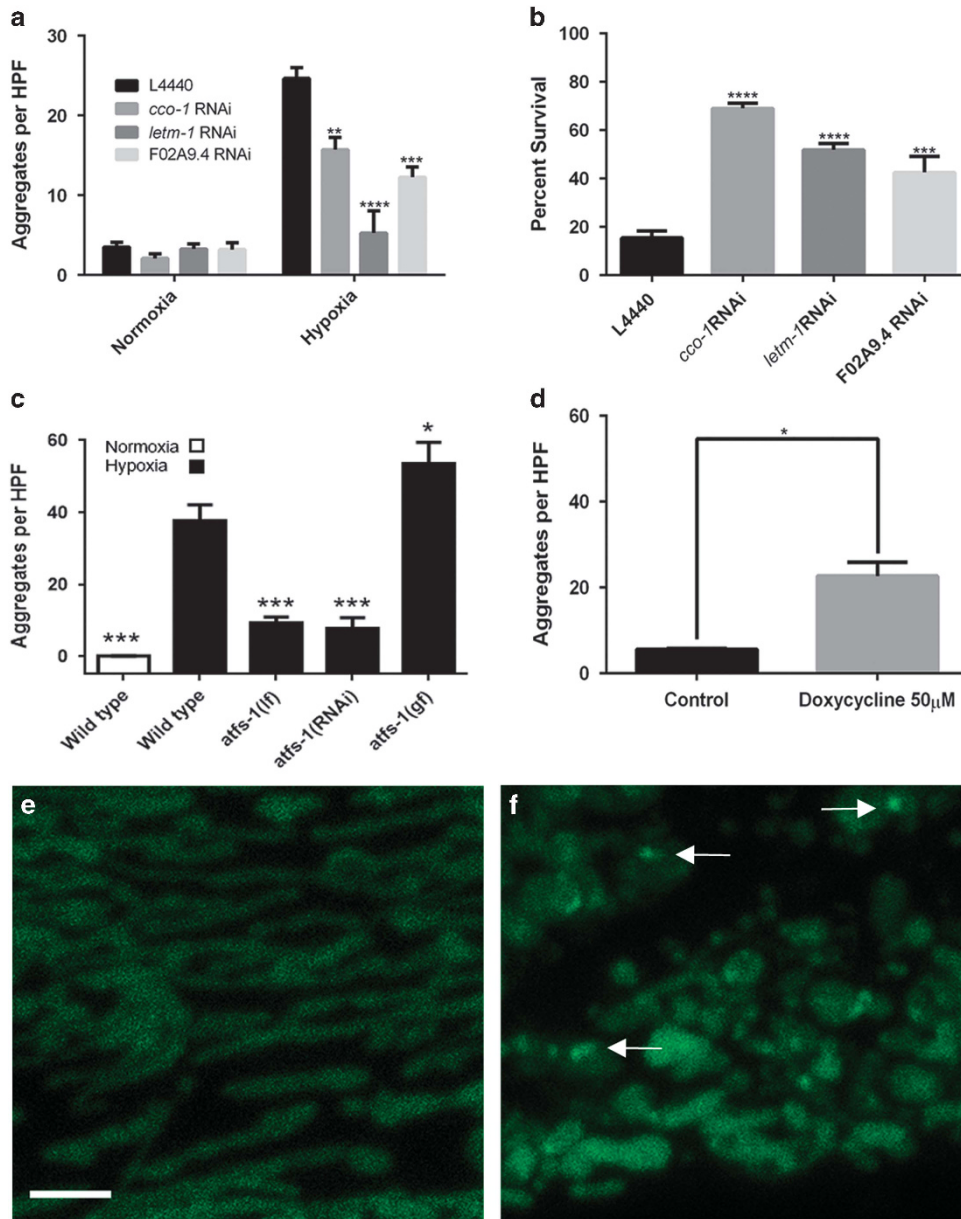 a
Aggregates per HPF
30
20
10
0
L4440
cco-1 RNAi
letm-1 RNAi
F02A9.4 RNAi
**
****
***
Normoxia
Hypoxia
b
Percent Survival
100
80
60
40
20
0
****
****
***
L4440
cco-1RNAi
letm-1RNAi
F02A9.4 RNAi
c
Aggregates per HPF
60
40
20
0
Normoxia
Hypoxia
***
***
***
*
Wild type
Wild type
atfs-1(lf)
atfs-1(RNAi)
atfs-1(gf)
d
Aggregates per HPF
60
40
20
0
*
Control
Doxycycline 50μM
e
f